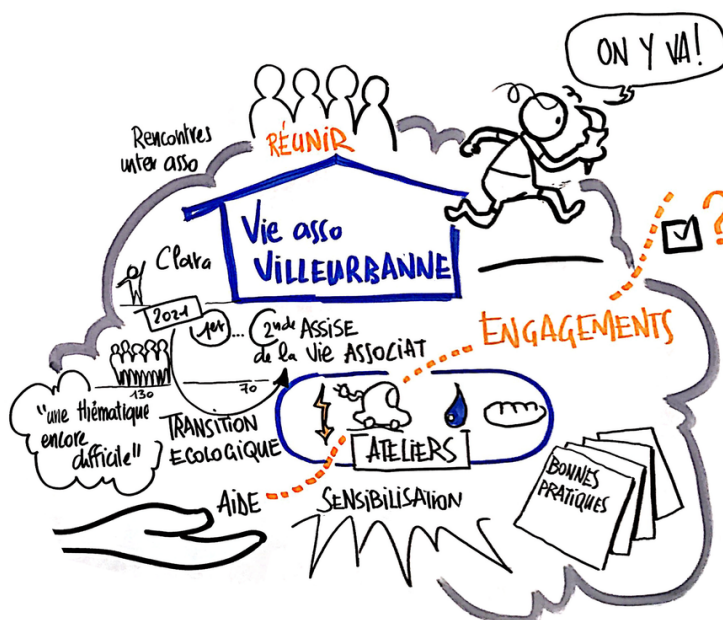 ON Y VA!
Rencontres
inter asso
RÉUNIR
Vie asso
VILLEURBANNE
Clara
2021
1er ... 2nde ASSISE
de la Vie ASSOCIAT
130
70
"une thématique
encore
difficile"
TRANSITION
ECOLOGIQUE
ENGAGEMENTS
?
ATELIERS
AIDE
SENSIBILISATION
BONNES
PRATIQUES